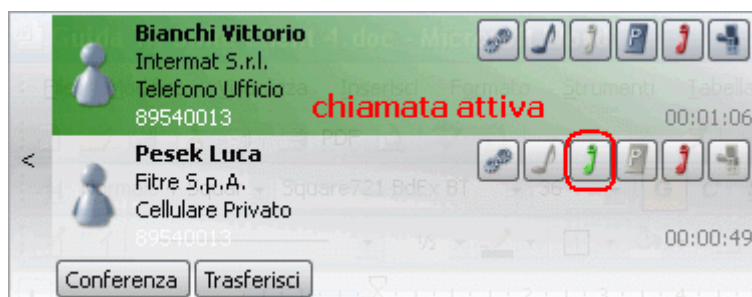 Bianchi Vittorio
Intermat S.r.l.
Telefono Ufficio
89540013
chiamata attiva
00:01:06
<
Pesek Luca
Fitre S.p.A.
Cellulare Privato
89540013
00:00:49
Conferenza Trasferisci